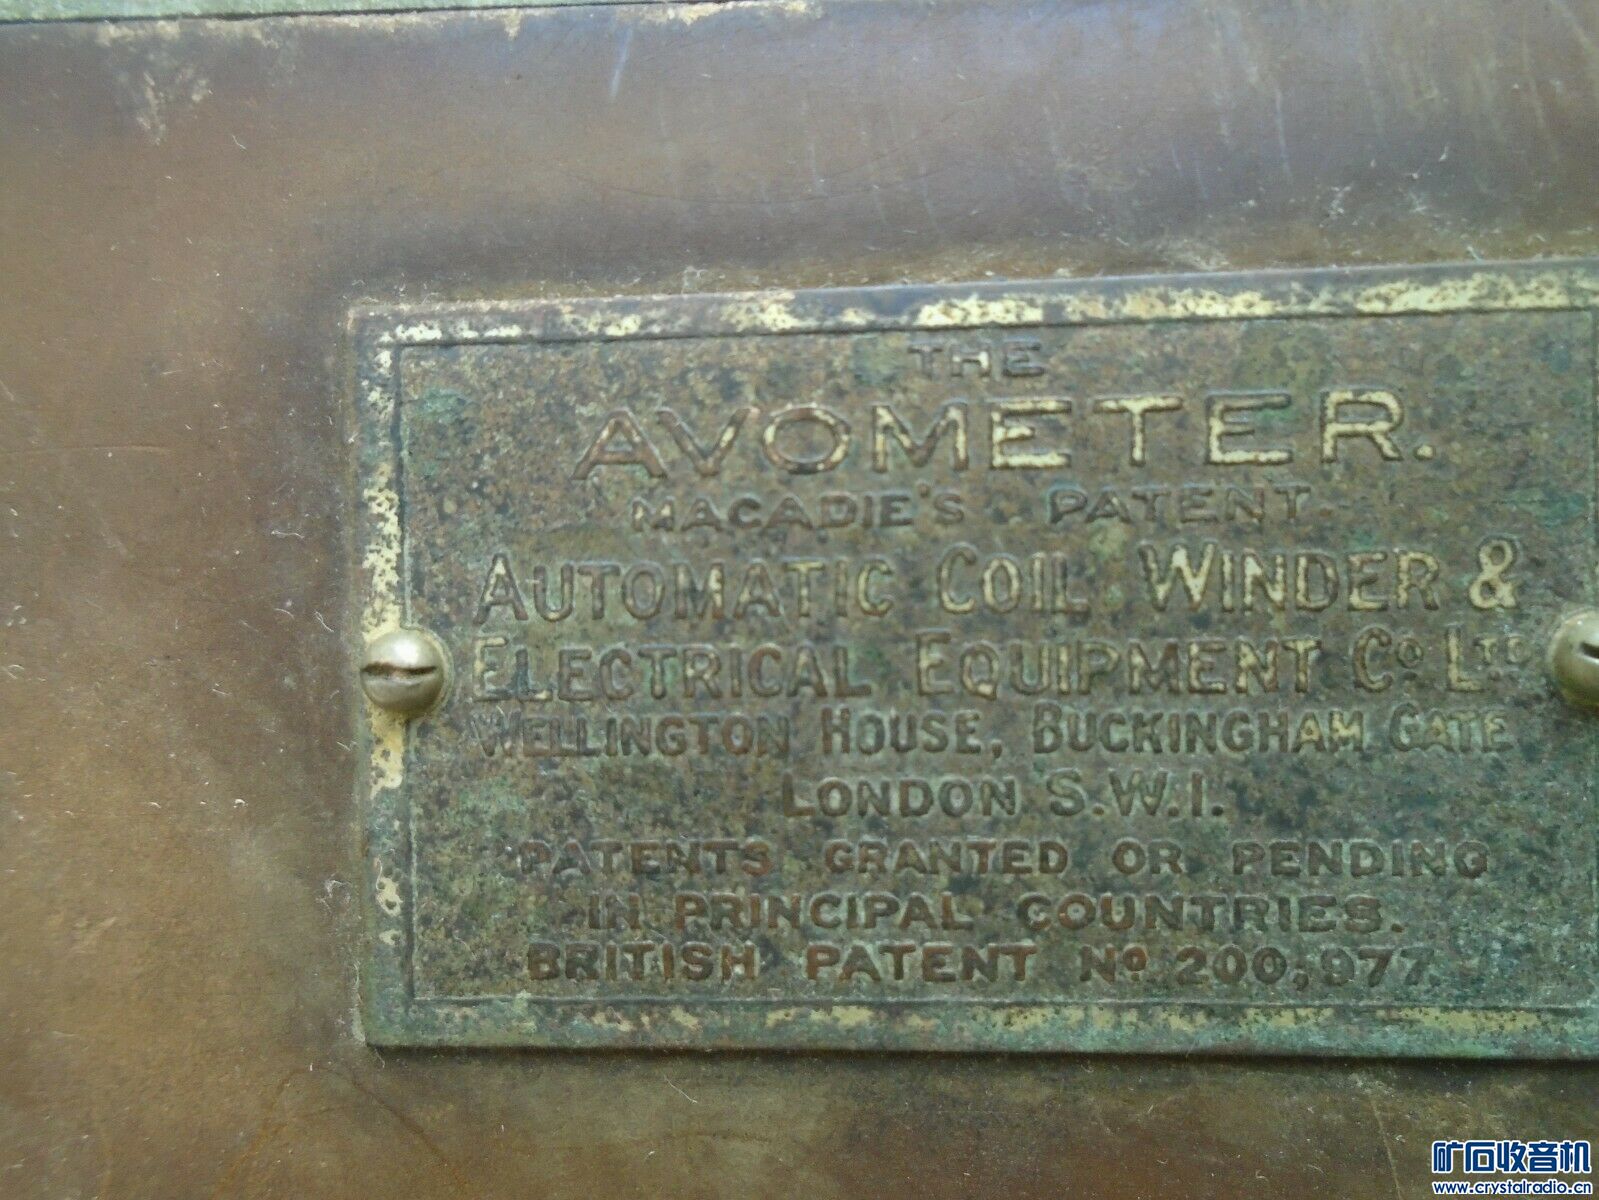 THE
AVOMETER.
MACADIE'S PATENT.
AUTOMATIC COIL WINDER &
ELECTRICAL EQUIPMENT Cº LTD
WELLINGTON HOUSE, BUCKINGHAM GATE
LONDON S.W.1.
PATENTS GRANTED OR PENDING
IN PRINCIPAL COUNTRIES.
BRITISH PATENT Nº 200,977
矿石收音机
www.crystalradio.cn